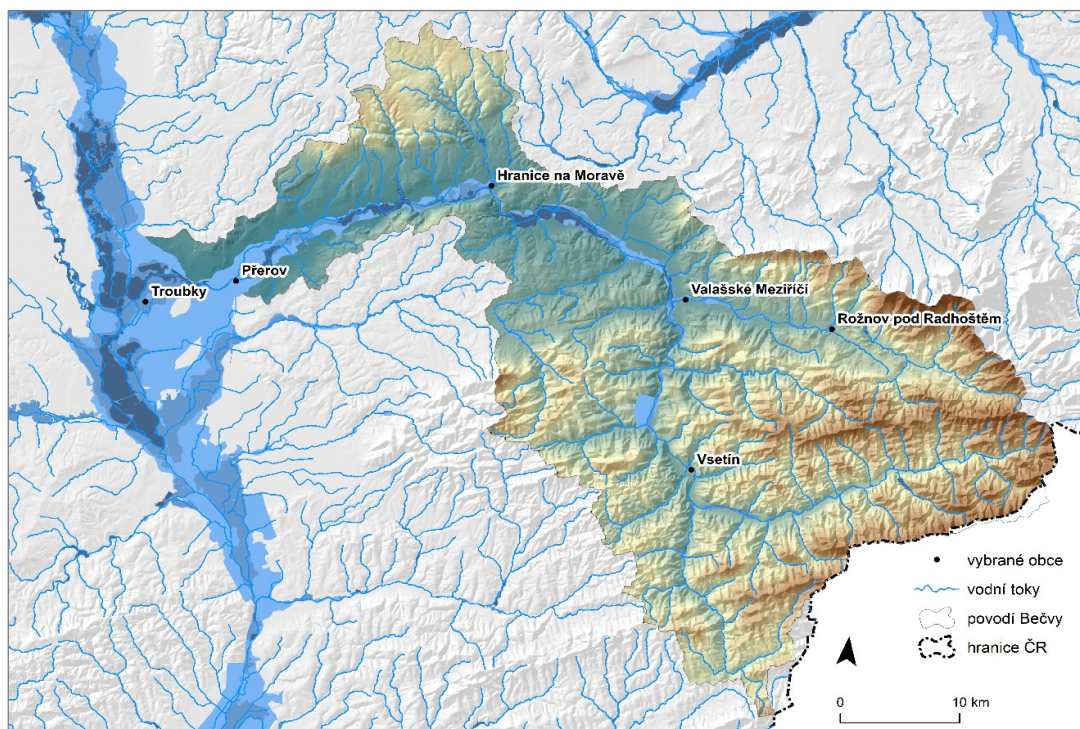 Hranice na Moravě
Přerov
Troubky
Valašské Meziříčí
Rožnov pod Radhoštěm
Vsetín
vybrané obce
vodní toky
povodí Bečvy
hranice ČR
0 10 km